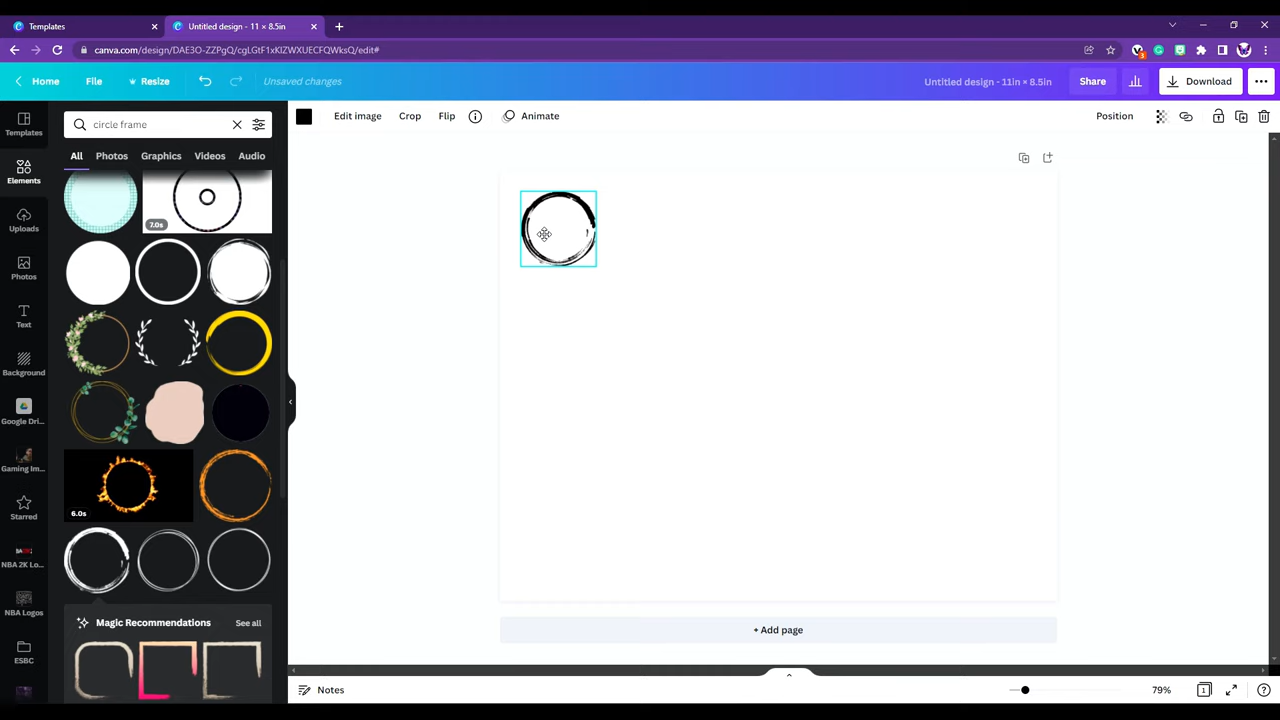 Templates
Untitled design - 11 × 8.5in
canva.com/design/DAE3O-ZZPgQ/cgLGtF1xKIZWXUECFQWksQ/edit#
3
Home
File
Resize
Unsaved changes
Untitled design - 11in × 8.5in
Share
Download
Templates
Elements
Uploads
Photos
Text
Background
Google Dri...
Gaming Im...
Starred
NBA 2K Lo...
NBA Logos
ESBC
circle frame
All Photos Graphics Videos Audio
7.0s
6.0s
Magic Recommendations
See all
Edit image
Crop
Flip
Animate
Position
+ Add page
Notes
79%
1